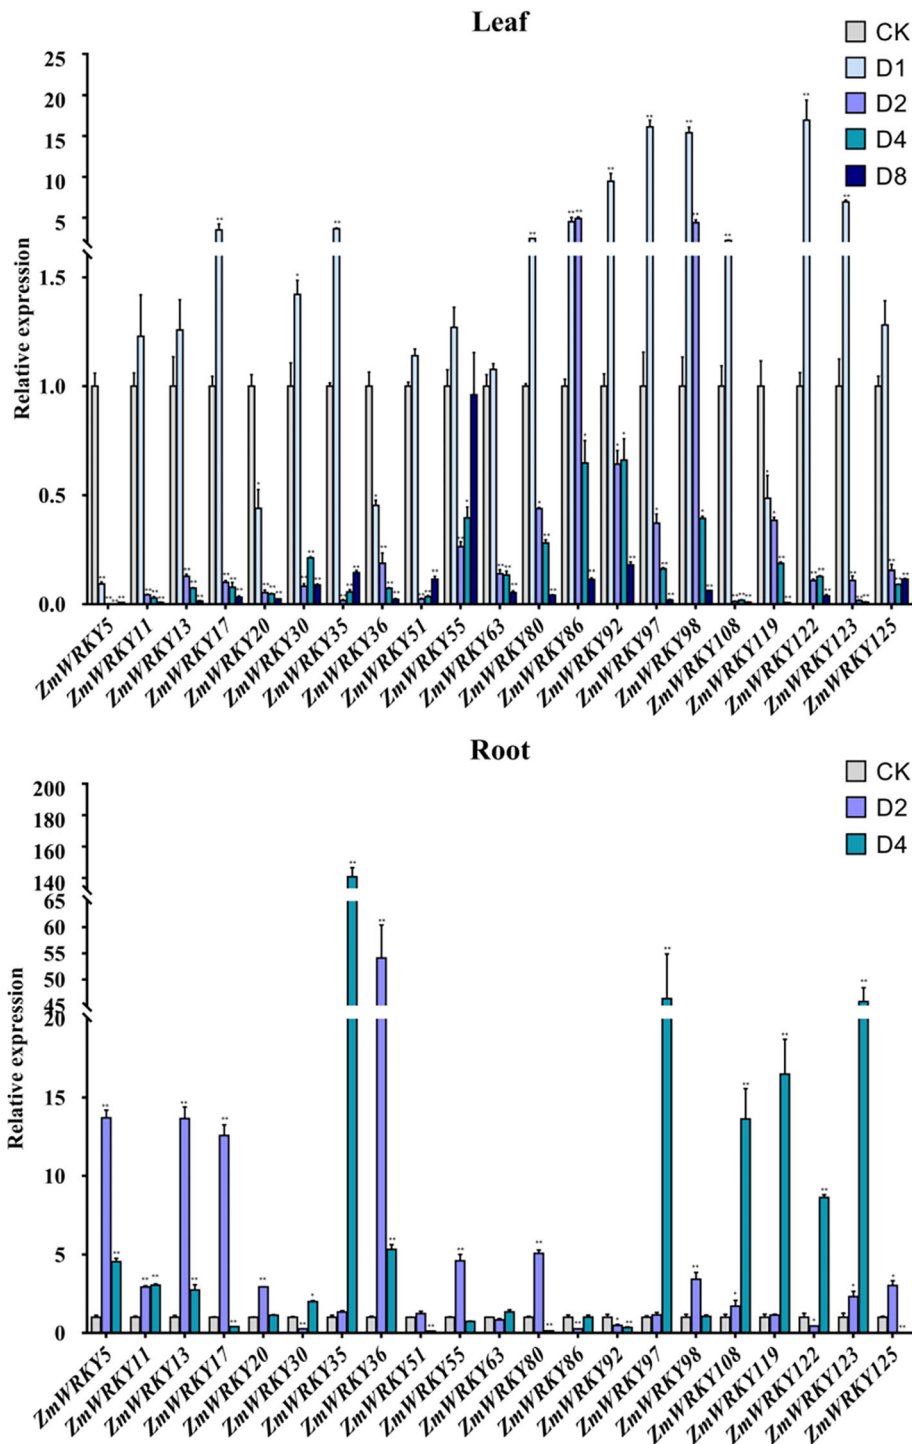 Leaf
CK
D1
D2
D4
D8
Relative expression
25
20
15
10
5
1.5
1.0
0.5
0.0
ZmWRKY5
ZmWRKY11
ZmWRKY13
ZmWRKY17
ZmWRKY20
ZmWRKY30
ZmWRKY35
ZmWRKY36
ZmWRKY51
ZmWRKY55
ZmWRKY63
ZmWRKY80
ZmWRKY86
ZmWRKY92
ZmWRKY97
ZmWRKY98
ZmWRKY108
ZmWRKY119
ZmWRKY122
ZmWRKY123
ZmWRKY125
Root
CK
D2
D4
Relative expression
200
180
160
140
65
60
55
50
45
20
15
10
5
0
ZmWRKY5
ZmWRKY11
ZmWRKY13
ZmWRKY17
ZmWRKY20
ZmWRKY30
ZmWRKY35
ZmWRKY36
ZmWRKY51
ZmWRKY55
ZmWRKY63
ZmWRKY80
ZmWRKY86
ZmWRKY92
ZmWRKY97
ZmWRKY98
ZmWRKY108
ZmWRKY119
ZmWRKY122
ZmWRKY123
ZmWRKY125